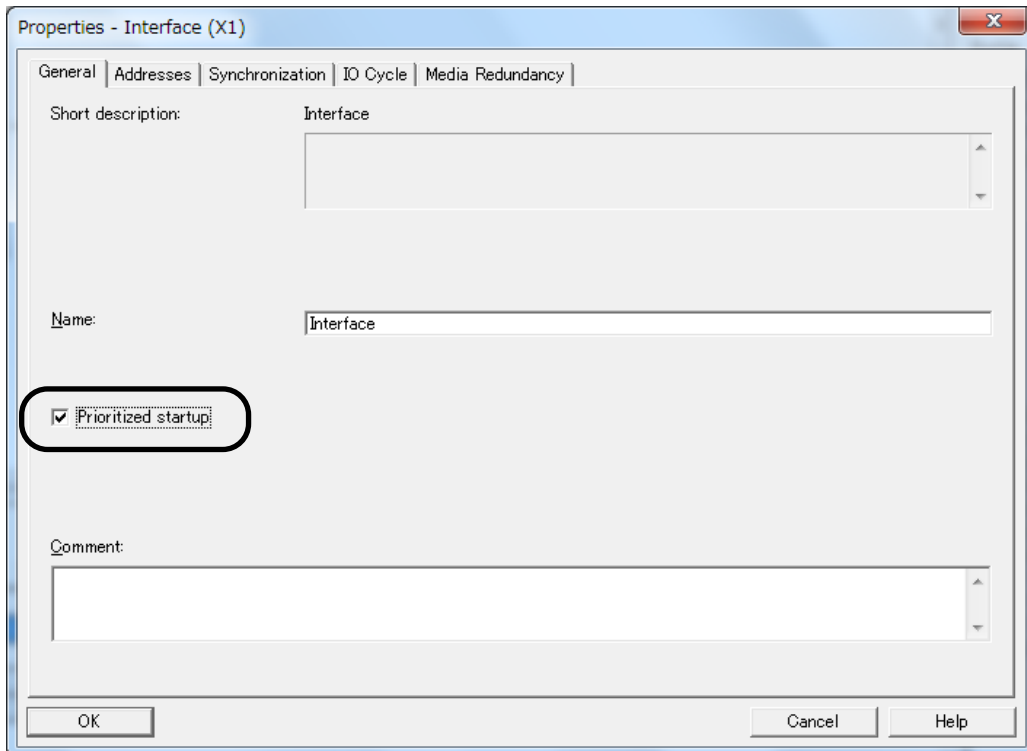 Properties - Interface (X1)
General Addresses Synchronization IO Cycle Media Redundancy
Short description: Interface
Name: Interface
Prioritized startup
Comment:
OK Cancel Help